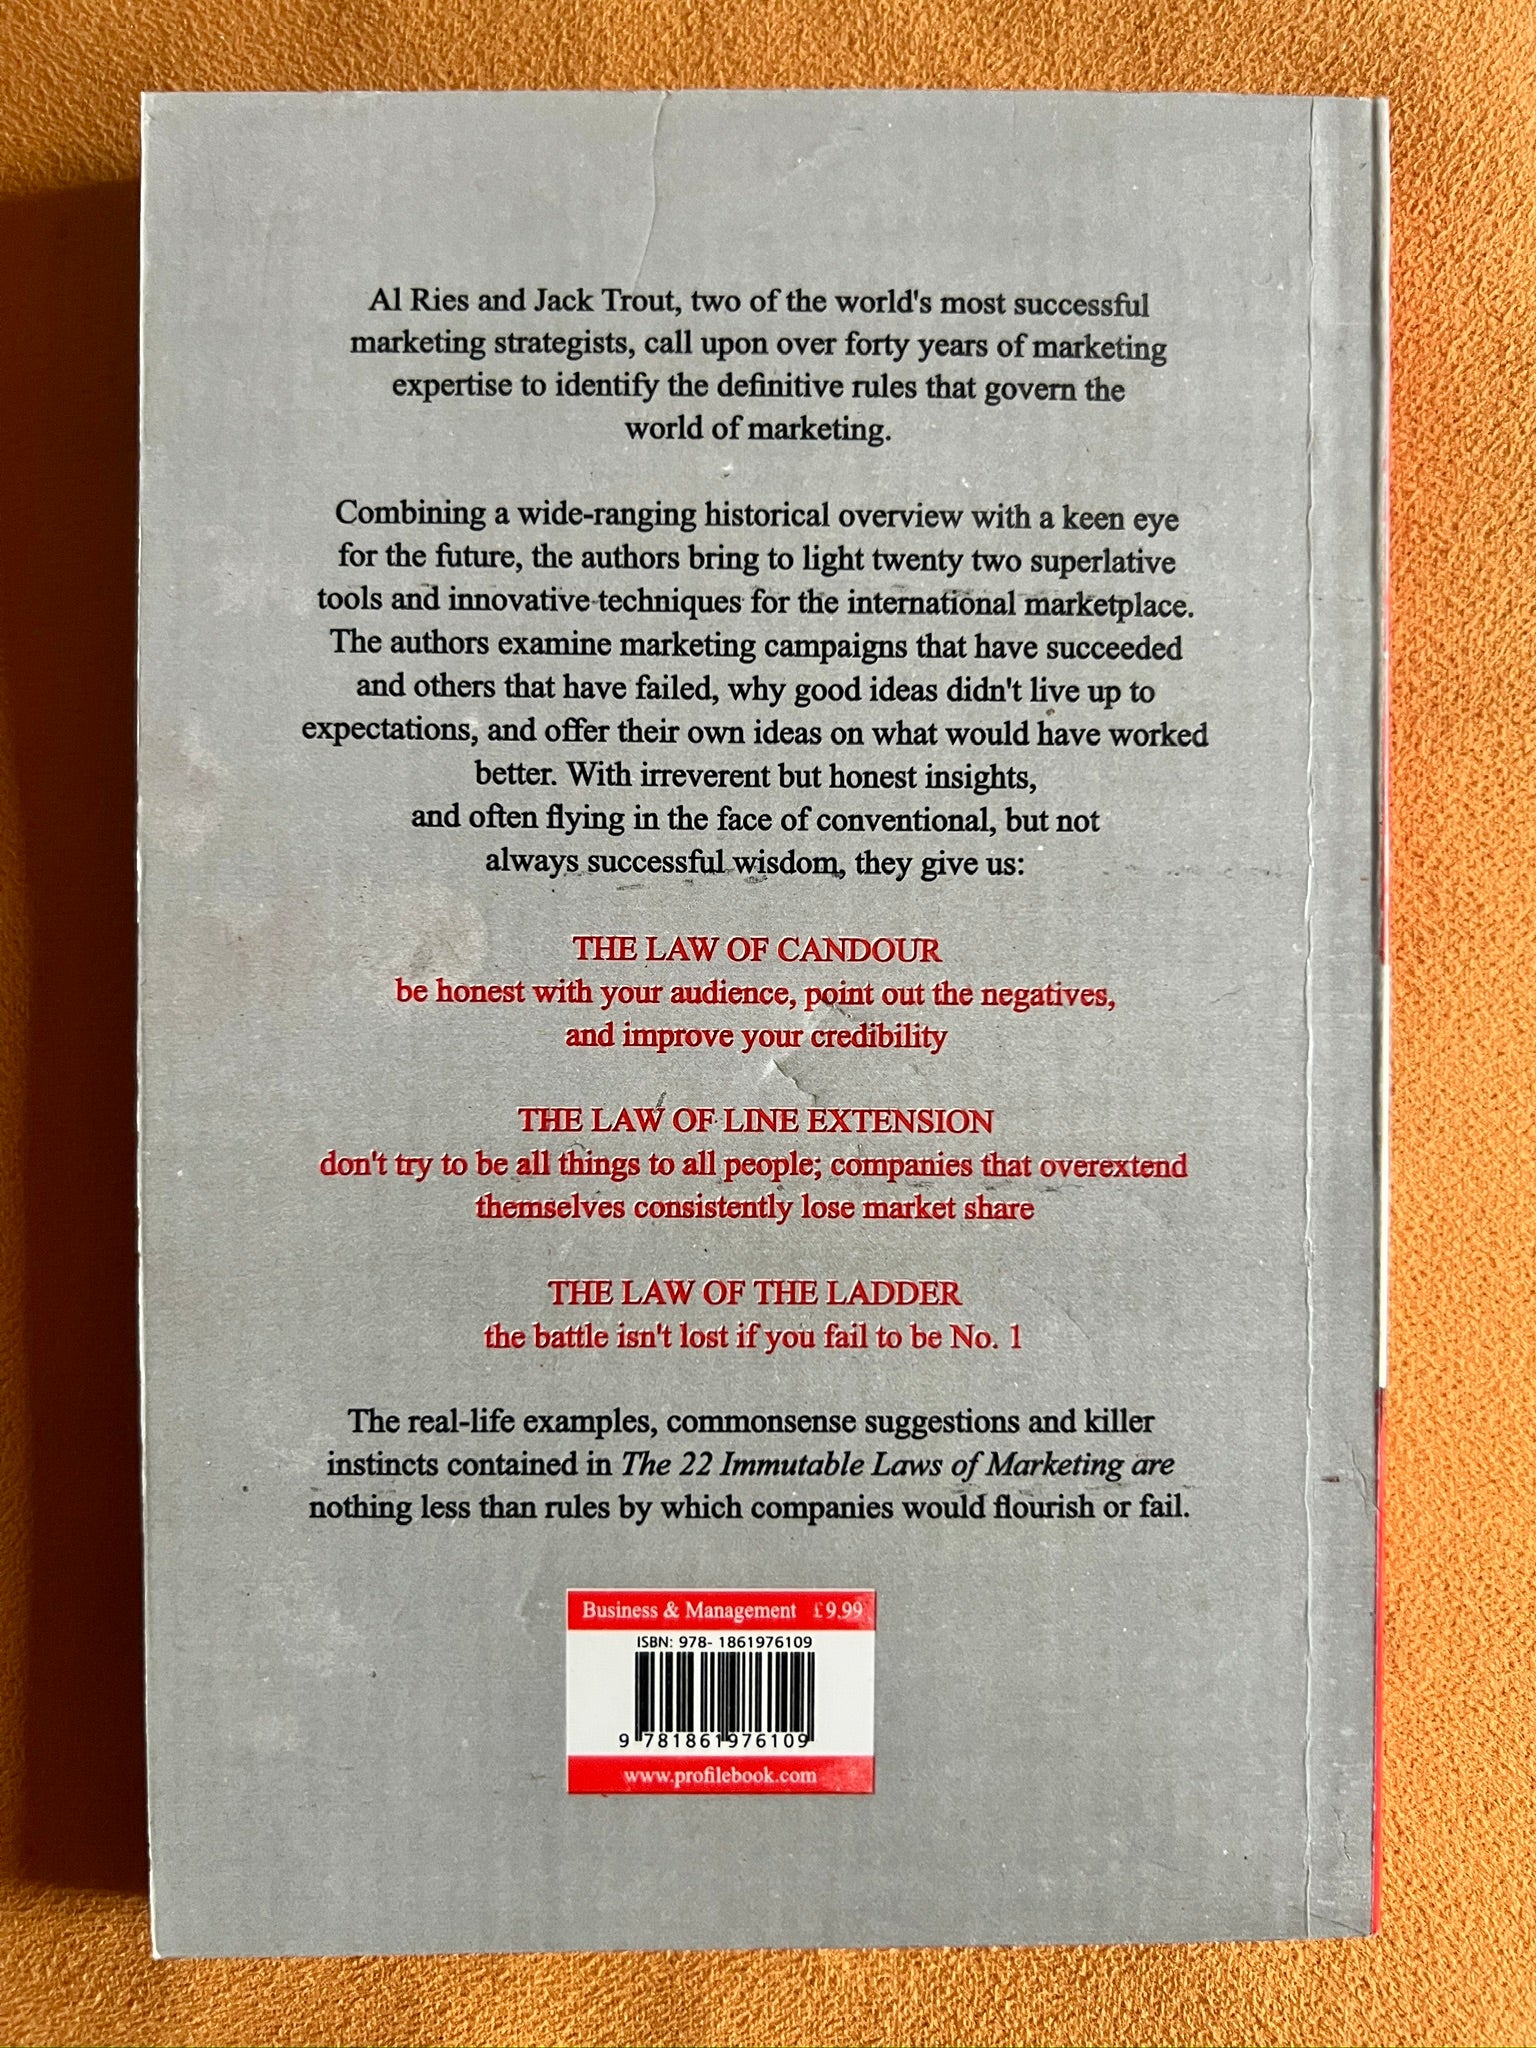 Al Ries and Jack Trout, two of the world's most successful
marketing strategists, call upon over forty years of marketing
expertise to identify the definitive rules that govern the
world of marketing.
Combining a wide-ranging historical overview with a keen eye
for the future, the authors bring to light twenty two superlative
tools and innovative techniques for the international marketplace.
The authors examine marketing campaigns that have succeeded
and others that have failed, why good ideas didn't live up to
expectations, and offer their own ideas on what would have worked
better. With irreverent but honest insights,
and often flying in the face of conventional, but not
always successful wisdom, they give us:
THE LAW OF CANDOUR
be honest with your audience, point out the negatives,
and improve your credibility
THE LAW OF LINE EXTENSION
don't try to be all things to all people; companies that overextend
themselves consistently lose market share
THE LAW OF THE LADDER
the battle isn't lost if you fail to be No. 1
The real-life examples, commonsense suggestions and killer
instincts contained in The 22 Immutable Laws of Marketing are
nothing less than rules by which companies would flourish or fail.
Business & Management £9.99
ISBN: 978- 1861976109
9 781861 976109
www.profilebook.com